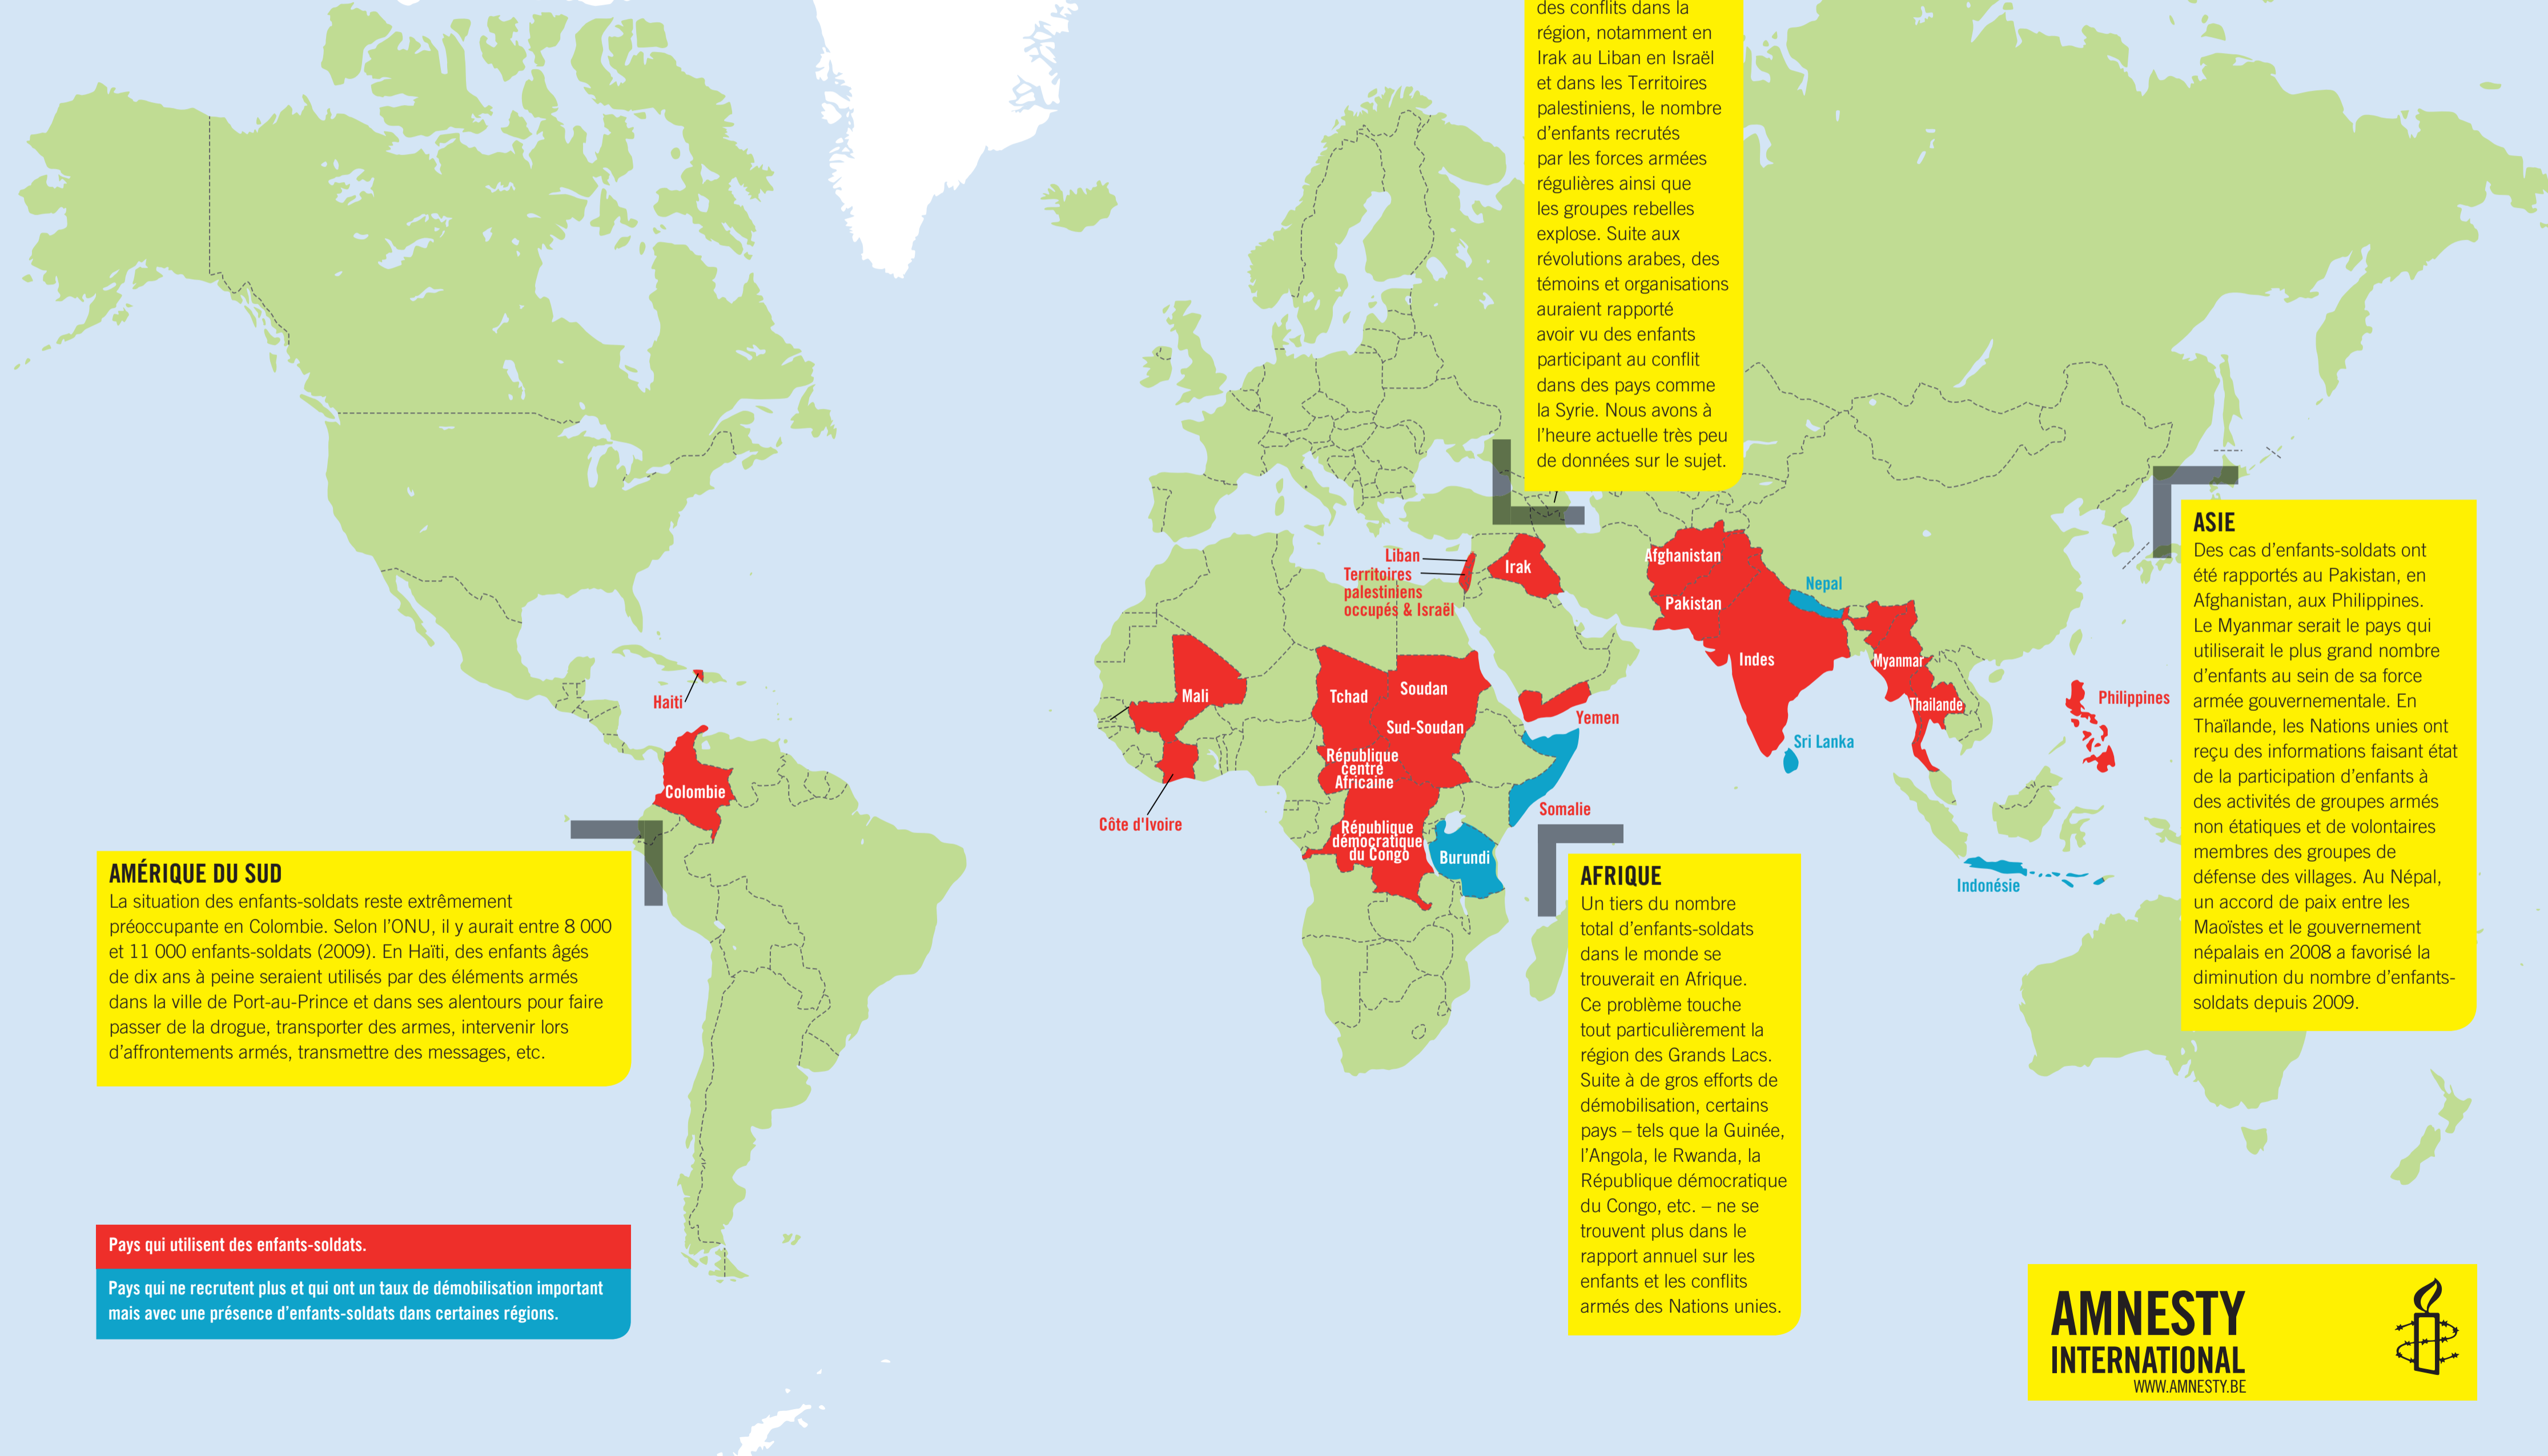 des conflits dans la
région, notamment en
Irak au Liban en Israël
et dans les Territoires
palestiniens, le nombre
d'enfants recrutés
par les forces armées
régulières ainsi que
les groupes rebelles
explose. Suite aux
révolutions arabes, des
témoins et organisations
auraient rapporté
avoir vu des enfants
participant au conflit
dans des pays comme
la Syrie. Nous avons à
l'heure actuelle très peu
de données sur le sujet.
Liban
Territoires
palestiniens
occupés & Israël
Irak
Afghanistan
Pakistan
Nepal
Indes
Myanmar
Thailande
Philippines
Sri Lanka
Indonésie
Yemen
Somalie
Mali
Tchad
Soudan
Sud-Soudan
République
centre
Africaine
République
démocratique
du Congo
Burundi
Côte d'Ivoire
Haiti
Colombie
ASIE
Des cas d'enfants-soldats ont
été rapportés au Pakistan, en
Afghanistan, aux Philippines.
Le Myanmar serait le pays qui
utiliserait le plus grand nombre
d'enfants au sein de sa force
armée gouvernementale. En
Thaïlande, les Nations unies ont
reçu des informations faisant état
de la participation d'enfants à
des activités de groupes armés
non étatiques et de volontaires
membres des groupes de
défense des villages. Au Népal,
un accord de paix entre les
Maoïstes et le gouvernement
népalais en 2008 a favorisé la
diminution du nombre d'enfants-
soldats depuis 2009.
AMÉRIQUE DU SUD
La situation des enfants-soldats reste extrêmement
préoccupante en Colombie. Selon l'ONU, il y aurait entre 8 000
et 11 000 enfants-soldats (2009). En Haïti, des enfants âgés
de dix ans à peine seraient utilisés par des éléments armés
dans la ville de Port-au-Prince et dans ses alentours pour faire
passer de la drogue, transporter des armes, intervenir lors
d'affrontements armés, transmettre des messages, etc.
AFRIQUE
Un tiers du nombre
total d'enfants-soldats
dans le monde se
trouverait en Afrique.
Ce problème touche
tout particulièrement la
région des Grands Lacs.
Suite à de gros efforts de
démobilisation, certains
pays – tels que la Guinée,
l'Angola, le Rwanda, la
République démocratique
du Congo, etc. – ne se
trouvent plus dans le
rapport annuel sur les
enfants et les conflits
armés des Nations unies.
Pays qui utilisent des enfants-soldats.
Pays qui ne recrutent plus et qui ont un taux de démobilisation important
mais avec une présence d'enfants-soldats dans certaines régions.
AMNESTY
INTERNATIONAL
WWW.AMNESTY.BE